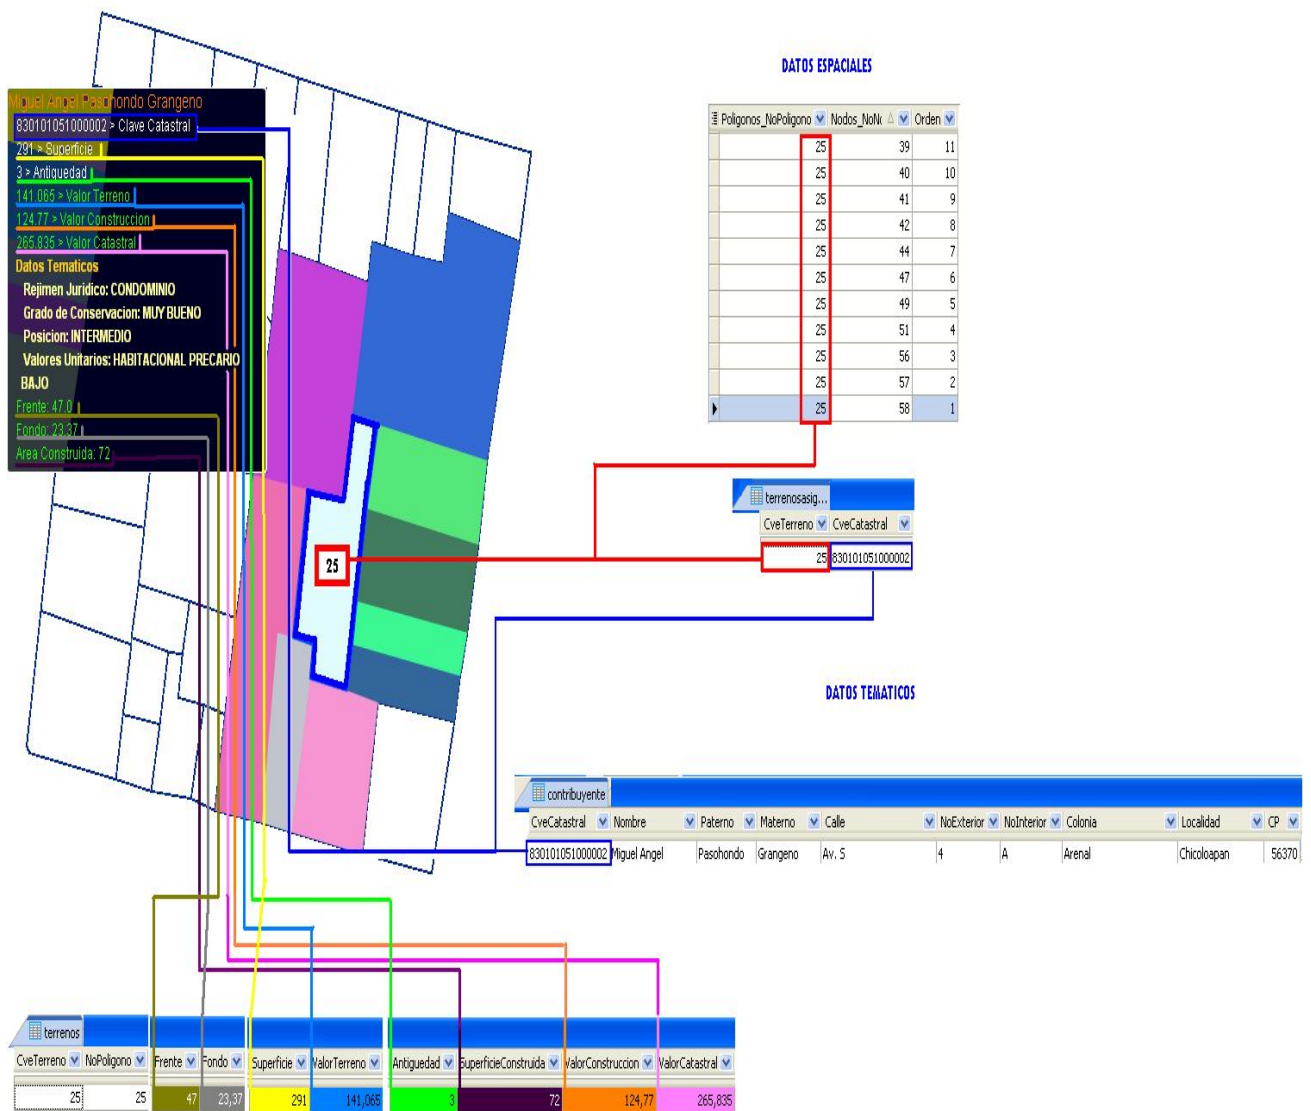 DATOS ESPACIALES
Miguel Angel Pasohondo Grangeno
830101051000002 > Clave Catastral
291 > Superficie
3 > Antiguedad
141.065 > Valor Terreno
124.77 > Valor Construccion
265.835 > Valor Catastral
Datos Tematicos
Rejimen Juridico: CONDOMINIO
Grado de Conservacion: MUY BUENO
Posicion: INTERMEDIO
Valores Unitarios: HABITACIONAL PRECARIO
BAJO
Frente: 47.0
Fondo: 23.37
Area Construida: 72
Poligonos_NoPoligono Nodos_NoN Orden
25 39 11
25 40 10
25 41 9
25 42 8
25 44 7
25 47 6
25 49 5
25 51 4
25 56 3
25 57 2
25 58 1
terrenosasig...
CveTerreno CveCatastral
25 830101051000002
25
DATOS TEMATICOS
contribuyente
CveCatastral Nombre Paterno Materno Calle NoExterior NoInterior Colonia Localidad CP
830101051000002 Miguel Angel Pasohondo Grangeno Av. S 4 A Arenal Chicoloapan 56370
terrenos
CveTerreno NoPoligono Frente Fondo Superficie ValorTerreno Antiguedad SuperficieConstruida ValorConstruccion ValorCatastral
25 25 47 23,37 291 141,065 3 72 124,77 265,835